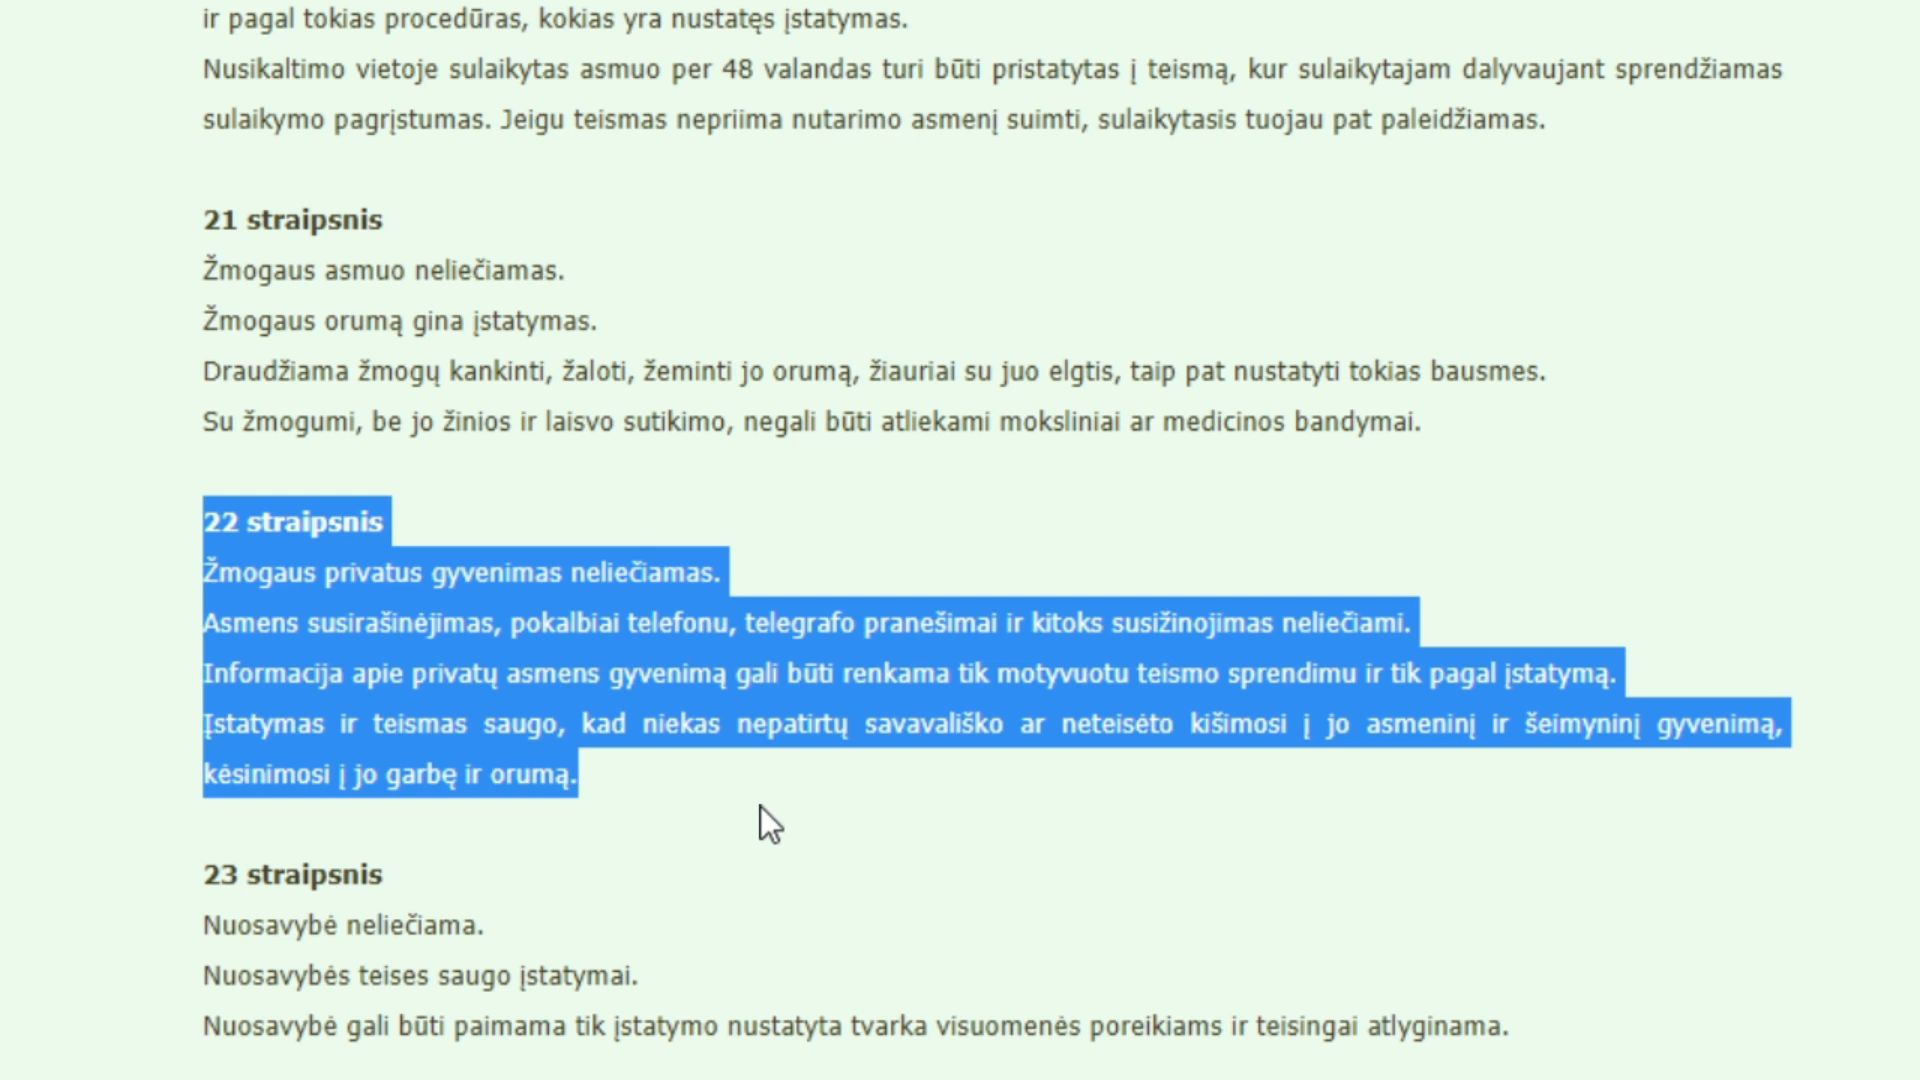 ir pagal tokias procedūras, kokias yra nustatęs įstatymas.
Nusikaltimo vietoje sulaikytas asmuo per 48 valandas turi būti pristatytas į teismą, kur sulaikytajam dalyvaujant sprendžiamas
sulaikymo pagrįstumas. Jeigu teismas nepriima nutarimo asmenį suimti, sulaikytasis tuojau pat paleidžiamas.
21 straipsnis
Žmogaus asmuo neliečiamas.
Žmogaus orumą gina įstatymas.
Draudžiama žmogų kankinti, žaloti, žeminti jo orumą, žiauriai su juo elgtis, taip pat nustatyti tokias bausmes.
Su žmogumi, be jo žinios ir laisvo sutikimo, negali būti atliekami moksliniai ar medicinos bandymai.
22 straipsnis
Žmogaus privatus gyvenimas neliečiamas.
Asmens susirašinėjimas, pokalbiai telefonu, telegrafo pranešimai ir kitoks susižinojimas neliečiami.
Informacija apie privatų asmens gyvenimą gali būti renkama tik motyvuotu teismo sprendimu ir tik pagal įstatymą.
Įstatymas ir teismas saugo, kad niekas nepatirtų savavališko ar neteisėto kišimosi į jo asmeninį ir šeimyninį gyvenimą,
kėsinimosi į jo garbę ir orumą.
23 straipsnis
Nuosavybė neliečiama.
Nuosavybės teises saugo įstatymai.
Nuosavybė gali būti paimama tik įstatymo nustatyta tvarka visuomenės poreikiams ir teisingai atlyginama.